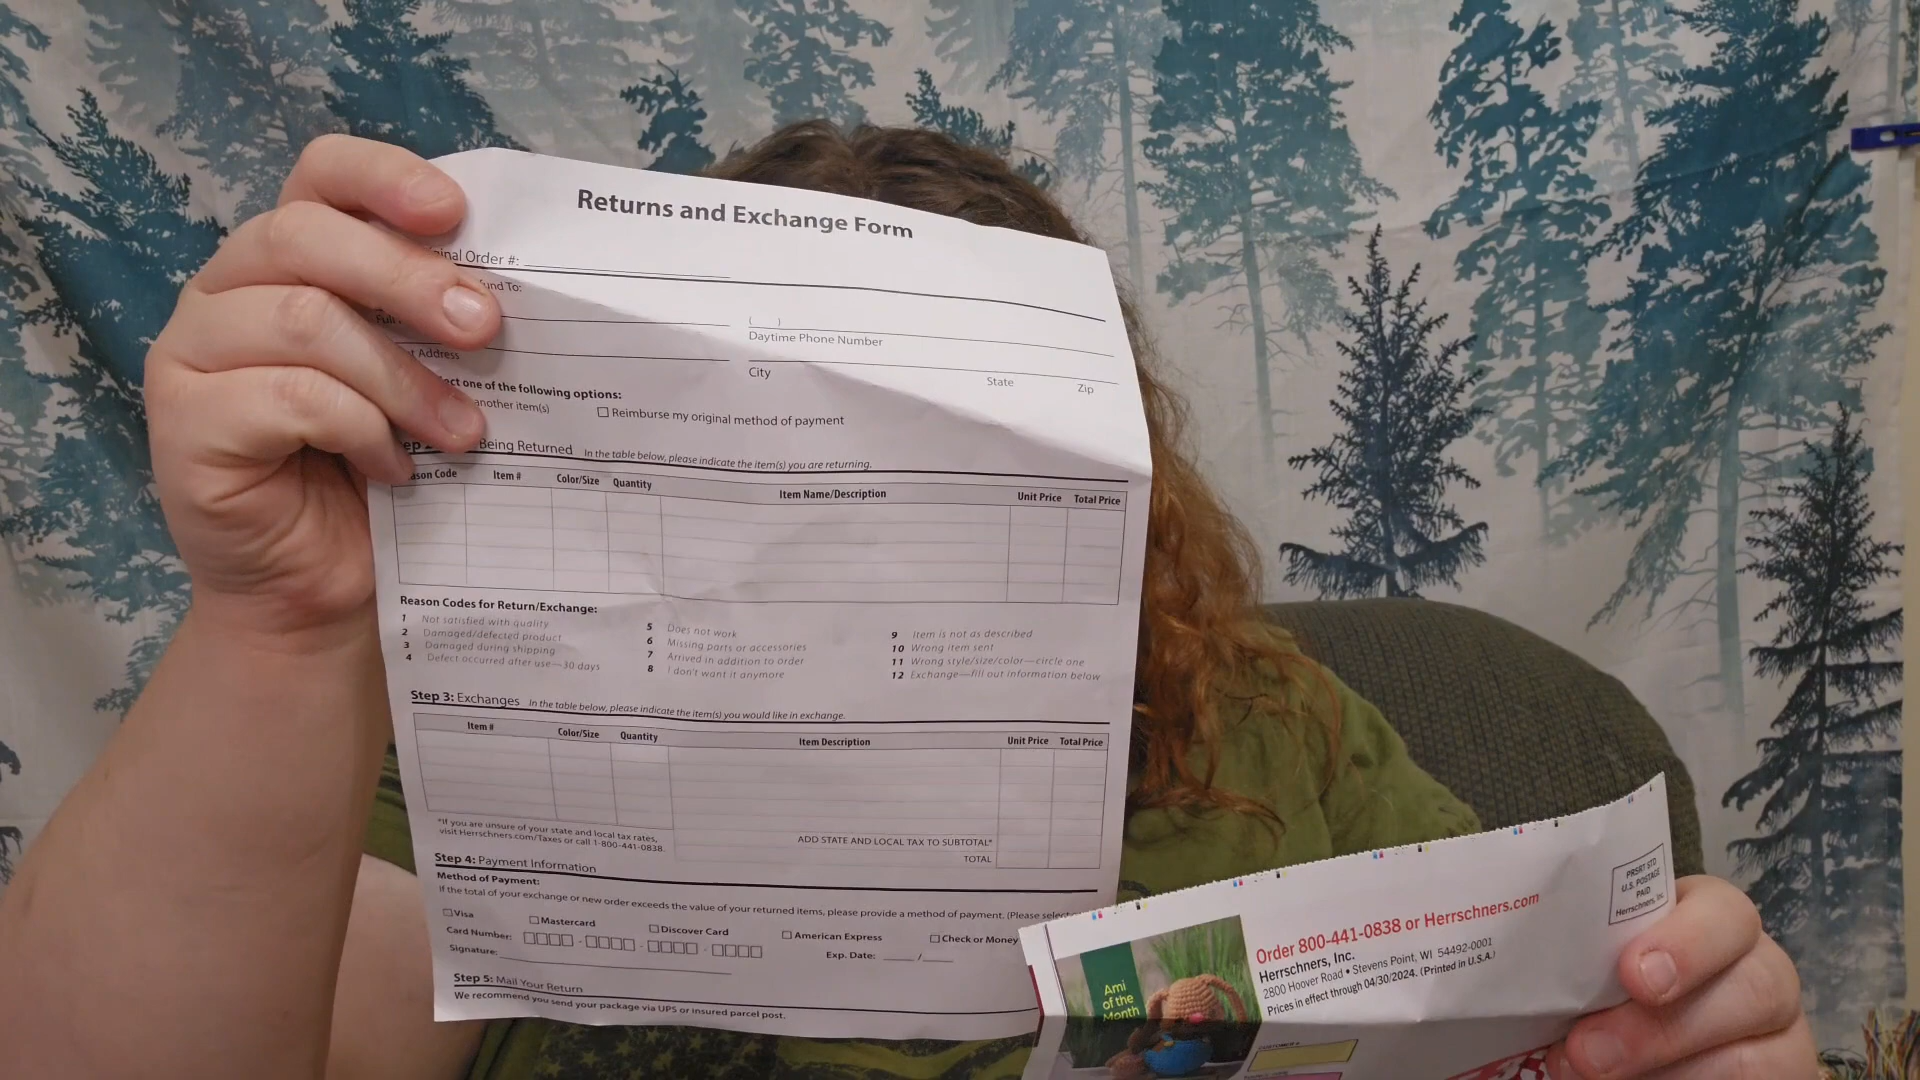 Returns and Exchange Form
Order #:
To:
Daytime Phone Number
Address
City State Zip
one of the following options:
another item(s) Reimburse my original method of payment
Being Returned In the table below, please indicate the item(s) you are returning.
Code Item # Color/Size Quantity Item Name/Description Unit Price Total Price
Reason Codes for Return/Exchange:
1 Not satisfied with quality
2 Damaged/defected product
3 Damaged during shipping
4 Defect occurred after use—30 days
5 Does not work
6 Missing parts or accessories
7 Arrived in addition to order
8 I don't want it anymore
9 Item is not as described
10 Wrong item sent
11 Wrong style/size/color—circle one
12 Exchange—fill out information below
Step 3: Exchanges In the table below, please indicate the item(s) you would like in exchange.
Item # Color/Size Quantity Item Description Unit Price Total Price
*If you are unsure of your state and local tax rates,
visit Herrschners.com/Taxes or call 1-800-441-0838.
ADD STATE AND LOCAL TAX TO SUBTOTAL*
TOTAL
Step 4: Payment Information
Method of Payment:
If the total of your exchange or new order exceeds the value of your returned items, please provide a method of payment. (Please select
Visa Mastercard Discover Card American Express Check or Money
Card Number: Exp. Date: /
Signature:
Step 5: Mail Your Return
We recommend you send your package via UPS or insured parcel post.
Ami
of the
Month
Order 800-441-0838 or Herrschners.com
Herrschners, Inc.
2800 Hoover Road • Stevens Point, WI 54492-0001
Prices in effect through 04/30/2024. (Printed in U.S.A.)
PRSRT STD
U.S. POSTAGE
PAID
Herrschners, Inc.
CUSTOMER #